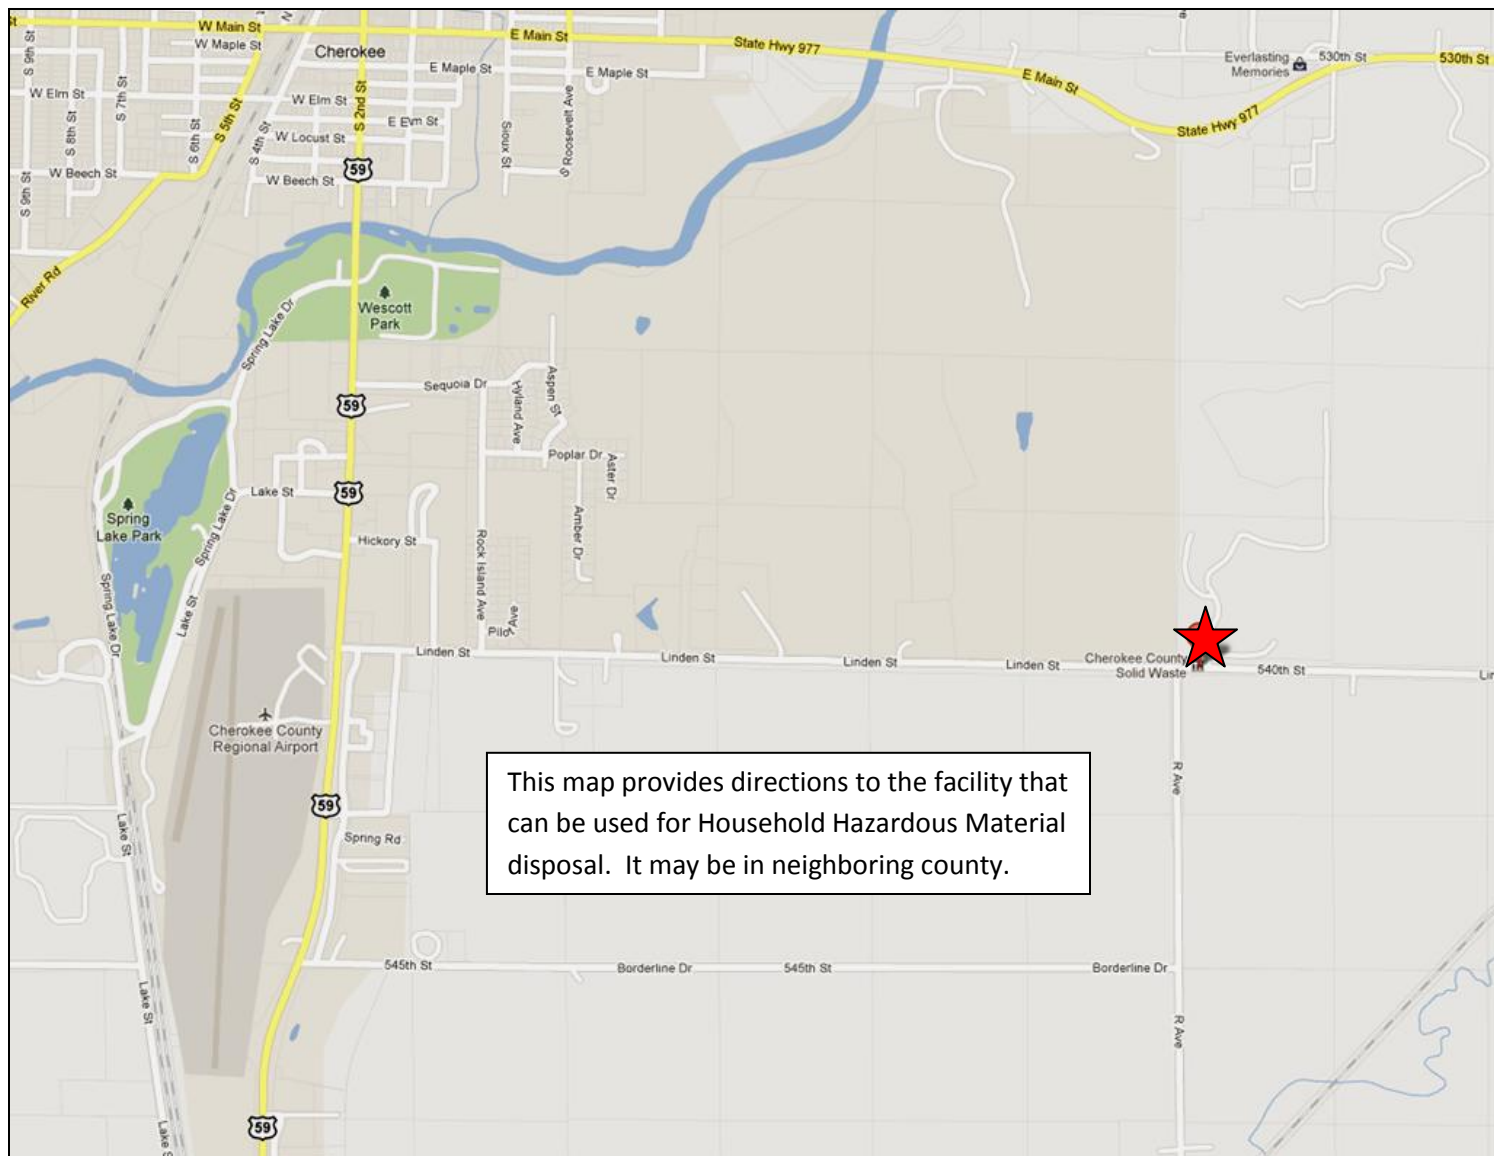 St
W Main St
N
E Main St
State Hwy 977
E Main St
State Hwy 977
530th St
530th St
Everlasting
Memories
e
Cherokee
W Maple St
E Maple St
E Maple St
S 9th St
S 7th St
W Elm St
W Elm St
S 5th St
S 2nd St
S 8th St
S 6th St
S 4th St
W Locust St
Sioux St
S Roosevelt Ave
59
W Beech St
W Beech St
S 9th St
River Rd
Spring Lake Dr
Wescott
Park
59
Sequoia Dr
Hyland Ave
Aspen St
Poplar Dr
Aster Dr
Amber Dr
59
Lake St
Hickory St
Rock Island Ave
Spring
Lake Park
Spring Lake Dr
Spring Lake Dr
Lake St
Ave
Linden St
Linden St
Linden St
Linden St
Cherokee County
Solid Waste
540th St
Lin
Cherokee County
Regional Airport
This map provides directions to the facility that
can be used for Household Hazardous Material
disposal. It may be in neighboring county.
R Ave
59
Spring Rd
Lake St
545th St
Borderline Dr
545th St
Borderline Dr
Lake St
R Ave
59
Lake S